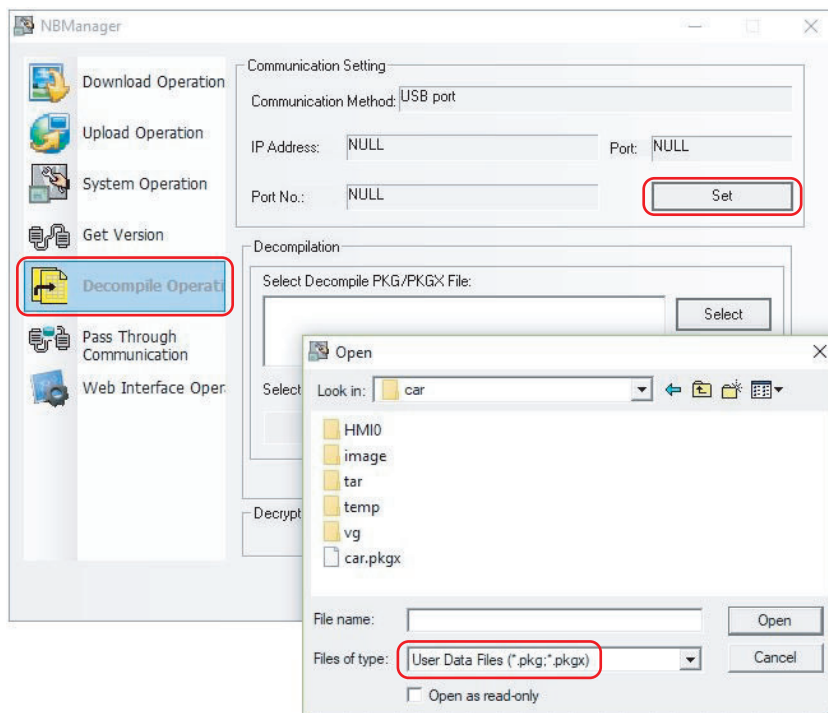 NBManager
Download Operation
Upload Operation
System Operation
Get Version
Decompile Operati
Pass Through
Communication
Web Interface Oper
Communication Setting
Communication Method: USB port
IP Address: NULL Port: NULL
Port No.: NULL Set
Decompilation
Select Decompile PKG/PKGX File:
Select
Select
Decrypt
Open
Look in: car
HMI0
image
tar
temp
vg
car.pkgx
File name: Open
Files of type: User Data Files (*.pkg;*.pkgx) Cancel
Open as read-only